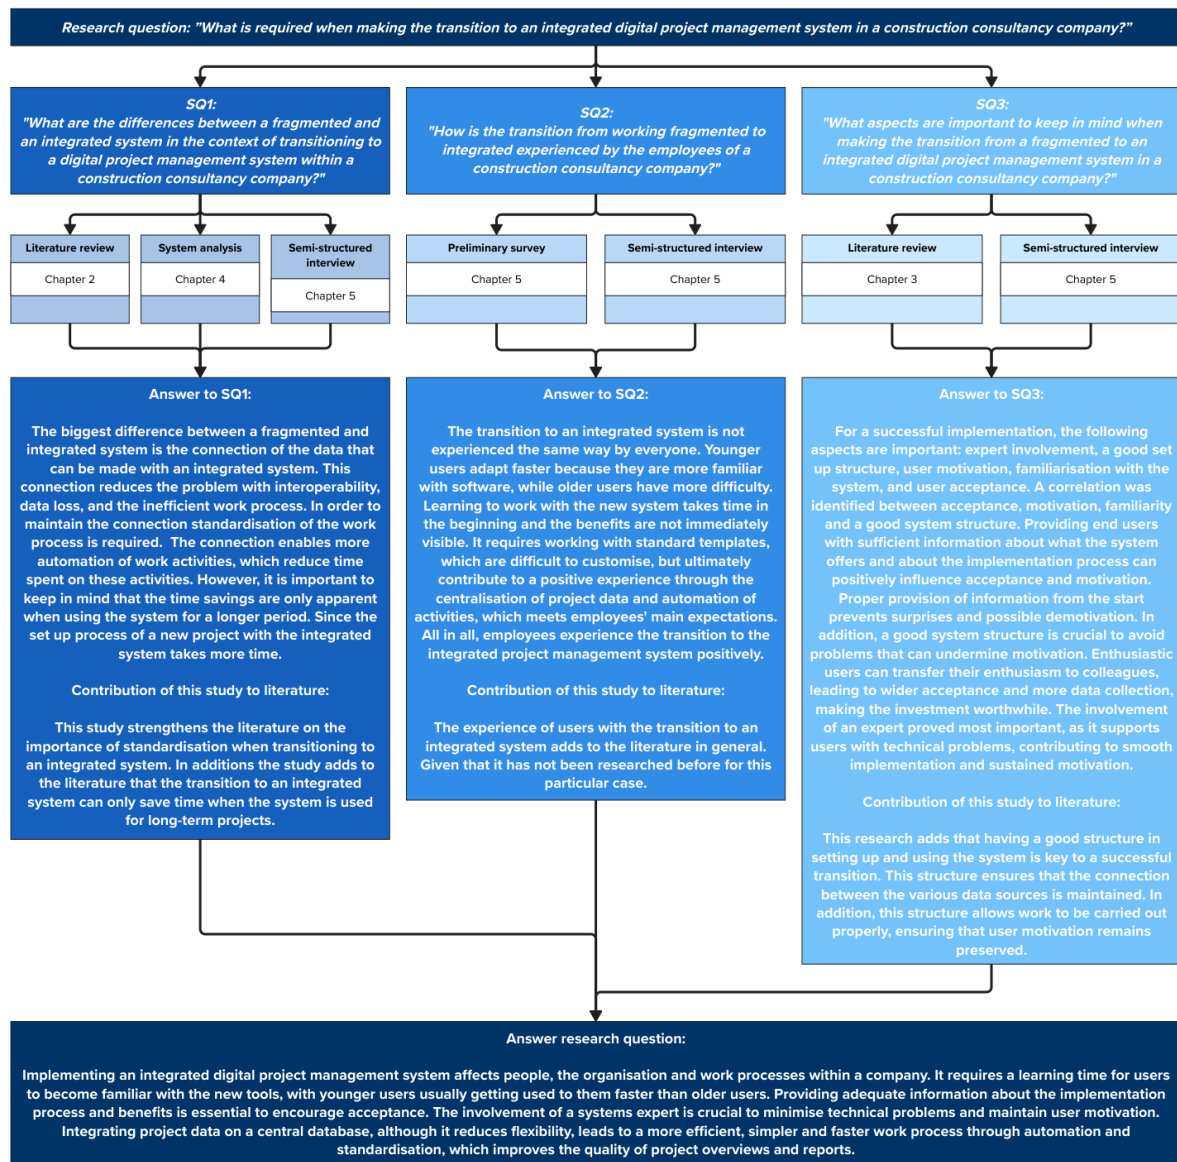 Research question: "What is required when making the transition to an integrated digital project management system in a construction consultancy company?"
SQ1:
"What are the differences between a fragmented and
an integrated system in the context of transitioning to
a digital project management system within a
construction consultancy company?"
SQ2:
"How is the transition from working fragmented to
integrated experienced by the employees of a
construction consultancy company?"
SQ3:
"What aspects are important to keep in mind when
making the transition from a fragmented to an
integrated digital project management system in a
construction consultancy company?"
Literature review
Chapter 2
System analysis
Chapter 4
Semi-structured
interview
Chapter 5
Preliminary survey
Chapter 5
Semi-structured interview
Chapter 5
Literature review
Chapter 3
Semi-structured interview
Chapter 5
Answer to SQ1:
The biggest difference between a fragmented and
integrated system is the connection of the data that
can be made with an integrated system. This
connection reduces the problem with interoperability,
data loss, and the inefficient work process. In order to
maintain the connection standardisation of the work
process is required. The connection enables more
automation of work activities, which reduce time
spent on these activities. However, it is important to
keep in mind that the time savings are only apparent
when using the system for a longer period. Since the
set up process of a new project with the integrated
system takes more time.
Contribution of this study to literature:
This study strengthens the literature on the
importance of standardisation when transitioning to
an integrated system. In additions the study adds to
the literature that the transition to an integrated
system can only save time when the system is used
for long-term projects.
Answer to SQ2:
The transition to an integrated system is not
experienced the same way by everyone. Younger
users adapt faster because they are more familiar
with software, while older users have more difficulty.
Learning to work with the new system takes time in
the beginning and the benefits are not immediately
visible. It requires working with standard templates,
which are difficult to customise, but ultimately
contribute to a positive experience through the
centralisation of project data and automation of
activities, which meets employees' main expectations.
All in all, employees experience the transition to the
integrated project management system positively.
Contribution of this study to literature:
The experience of users with the transition to an
integrated system adds to the literature in general.
Given that it has not been researched before for this
particular case.
Answer to SQ3:
For a successful implementation, the following
aspects are important: expert involvement, a good set
up structure, user motivation, familiarisation with the
system, and user acceptance. A correlation was
identified between acceptance, motivation, familiarity
and a good system structure. Providing end users
with sufficient information about what the system
offers and about the implementation process can
positively influence acceptance and motivation.
Proper provision of information from the start
prevents surprises and possible demotivation. In
addition, a good system structure is crucial to avoid
problems that can undermine motivation. Enthusiastic
users can transfer their enthusiasm to colleagues,
leading to wider acceptance and more data collection,
making the investment worthwhile. The involvement
of an expert proved most important, as it supports
users with technical problems, contributing to smooth
implementation and sustained motivation.
Contribution of this study to literature:
This research adds that having a good structure in
setting up and using the system is key to a successful
transition. This structure ensures that the connection
between the various data sources is maintained. In
addition, this structure allows work to be carried out
properly, ensuring that user motivation remains
preserved.
Answer research question:
Implementing an integrated digital project management system affects people, the organisation and work processes within a company. It requires a learning time for users
to become familiar with the new tools, with younger users usually getting used to them faster than older users. Providing adequate information about the implementation
process and benefits is essential to encourage acceptance. The involvement of a systems expert is crucial to minimise technical problems and maintain user motivation.
Integrating project data on a central database, although it reduces flexibility, leads to a more efficient, simpler and faster work process through automation and
standardisation, which improves the quality of project overviews and reports.